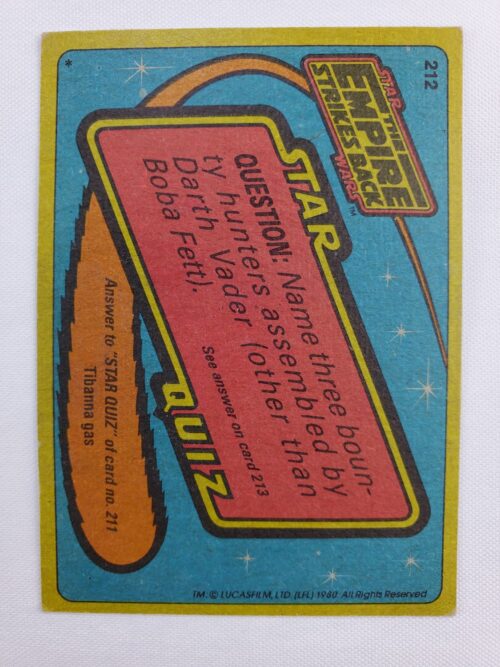 212
STAR
THE
EMPIRE
STRIKES BACK
WARS™
STAR
QUIZ
QUESTION: Name three boun-
ty hunters assembled by
Darth Vader (other than
Boba Fett).
See answer on card 213
Answer to "STAR QUIZ" of card no. 211
Tibanna gas
*
TM. © LUCASFILM, LTD. (LFL) 1980 All Rights Reserved